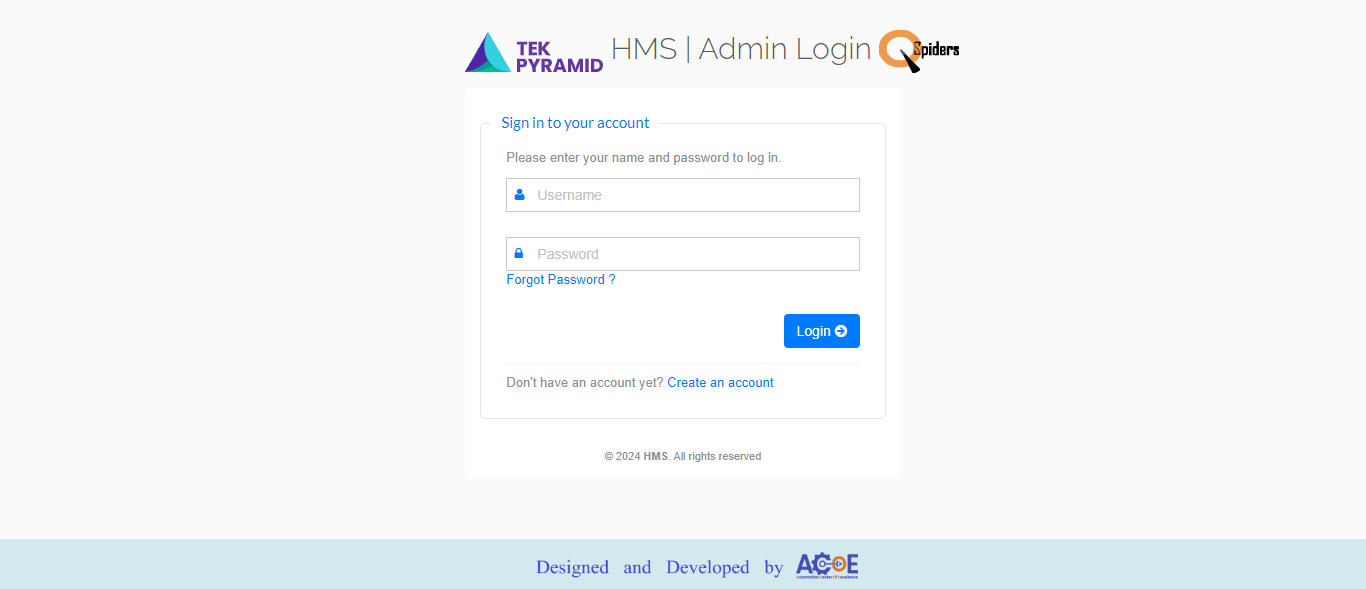 TEK
PYRAMID
HMS | Admin Login
Spiders
Sign in to your account
Please enter your name and password to log in.
Username
Password
Forgot Password ?
Login
Don't have an account yet? Create an account
© 2024 HMS. All rights reserved
Designed and Developed by ACOE
Automation Center Of Excellence